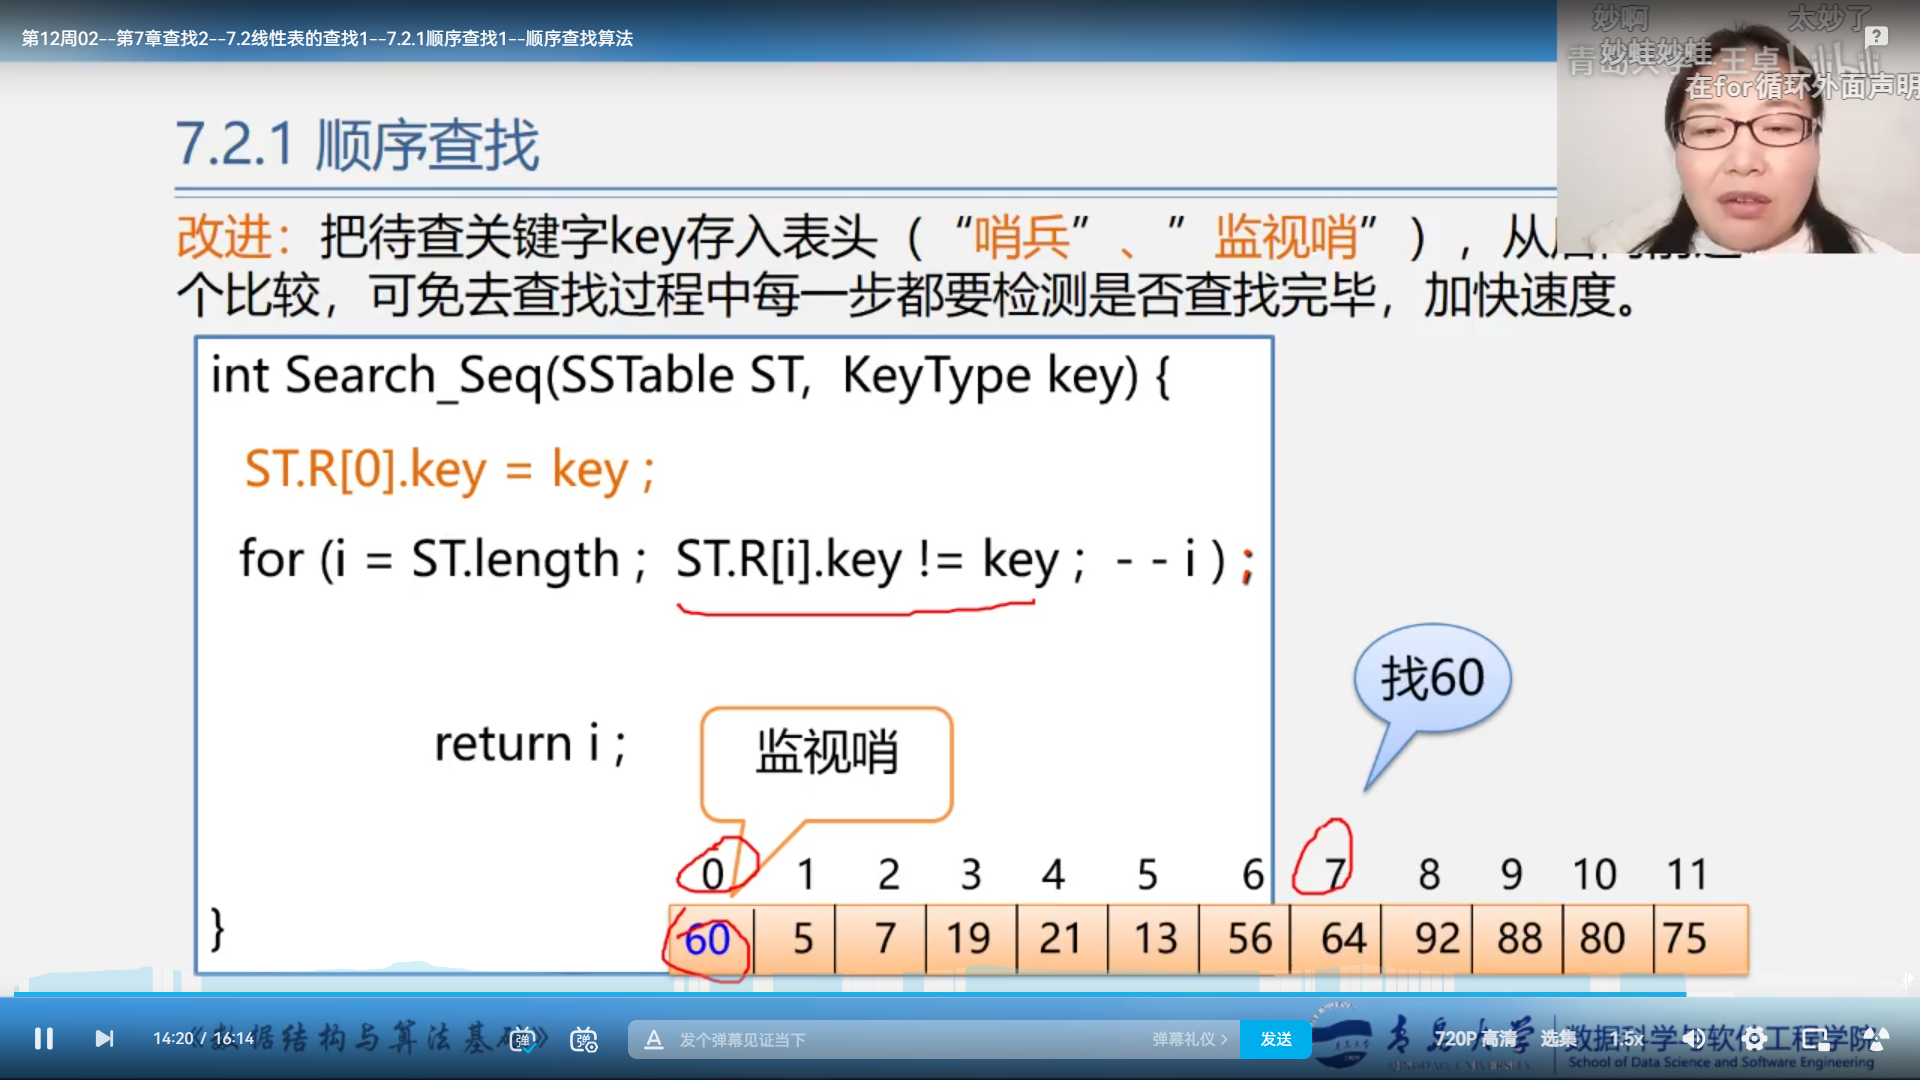 第12周02--第7章查找2--7.2线性表的查找1--7.2.1顺序查找1--顺序查找算法
妙啊
太妙了
妙蛙妙蛙
王卓
在for循环外面声明
7.2.1 顺序查找
改进：把待查关键字key存入表头（“哨�”、”监视哨”），从
个比较，可免去查找过程中每一步都要检测是否查找完毕，加快速度。
int Search_Seq(SSTable ST, KeyType key) {
ST.R[0].key = key ;
for (i = ST.length ; ST.R[i].key != key ; - - i ) ;
找60
return i ;
监视哨
0 1 2 3 4 5 6 7 8 9 10 11
}
60 5 7 19 21 13 56 64 92 88 80 75
14:20 / 16:14
《数据结构与算法基础》
发个弹幕见证当下
弹幕礼仪 >
发送
青岛大学
QINGDAO UNIVERSITY
720P 高清
选集
1.5x
数据科学与软件工程学院
School of Data Science and Software Engineering